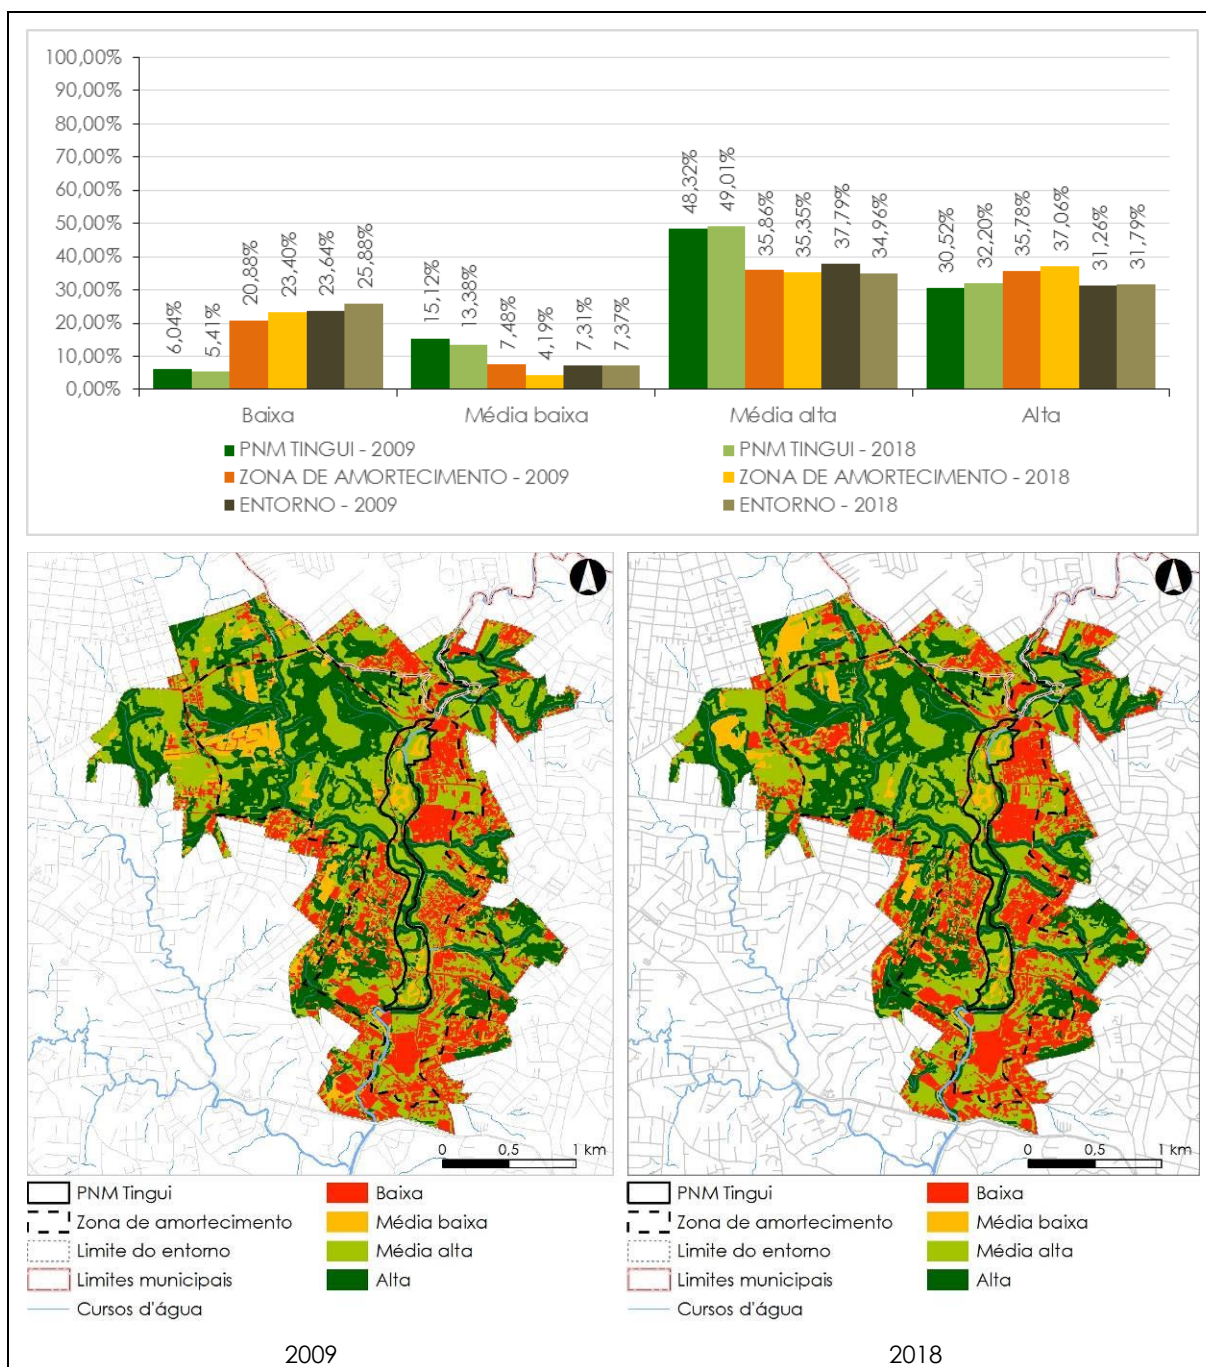 100,00%
90,00%
80,00%
70,00%
60,00%
50,00%
40,00%
30,00%
20,00%
10,00%
0,00%
6,04%
5,41%
20,88%
23,40%
23,64%
25,88%
15,12%
13,38%
7,48%
4,19%
7,31%
7,37%
48,32%
49,01%
35,86%
35,35%
37,79%
34,96%
30,52%
32,20%
35,78%
37,06%
31,26%
31,79%
Baixa Média baixa Média alta Alta
PNM TINGUI - 2009 PNM TINGUI - 2018
ZONA DE AMORTECIMENTO - 2009 ZONA DE AMORTECIMENTO - 2018
ENTORNO - 2009 ENTORNO - 2018
0 0,5 1 km
0 0,5 1 km
PNM Tingui Baixa
Zona de amortecimento Média baixa
Limite do entorno Média alta
Limites municipais Alta
Cursos d'água
2009
PNM Tingui Baixa
Zona de amortecimento Média baixa
Limite do entorno Média alta
Limites municipais Alta
Cursos d'água
2018